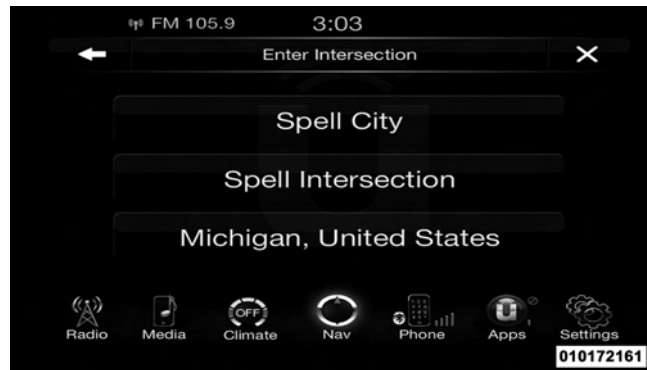 FM 105.9 3:03
Enter Intersection
Spell City
Spell Intersection
Michigan, United States
OFF
Radio Media Climate Nav Phone Apps Settings
010172161